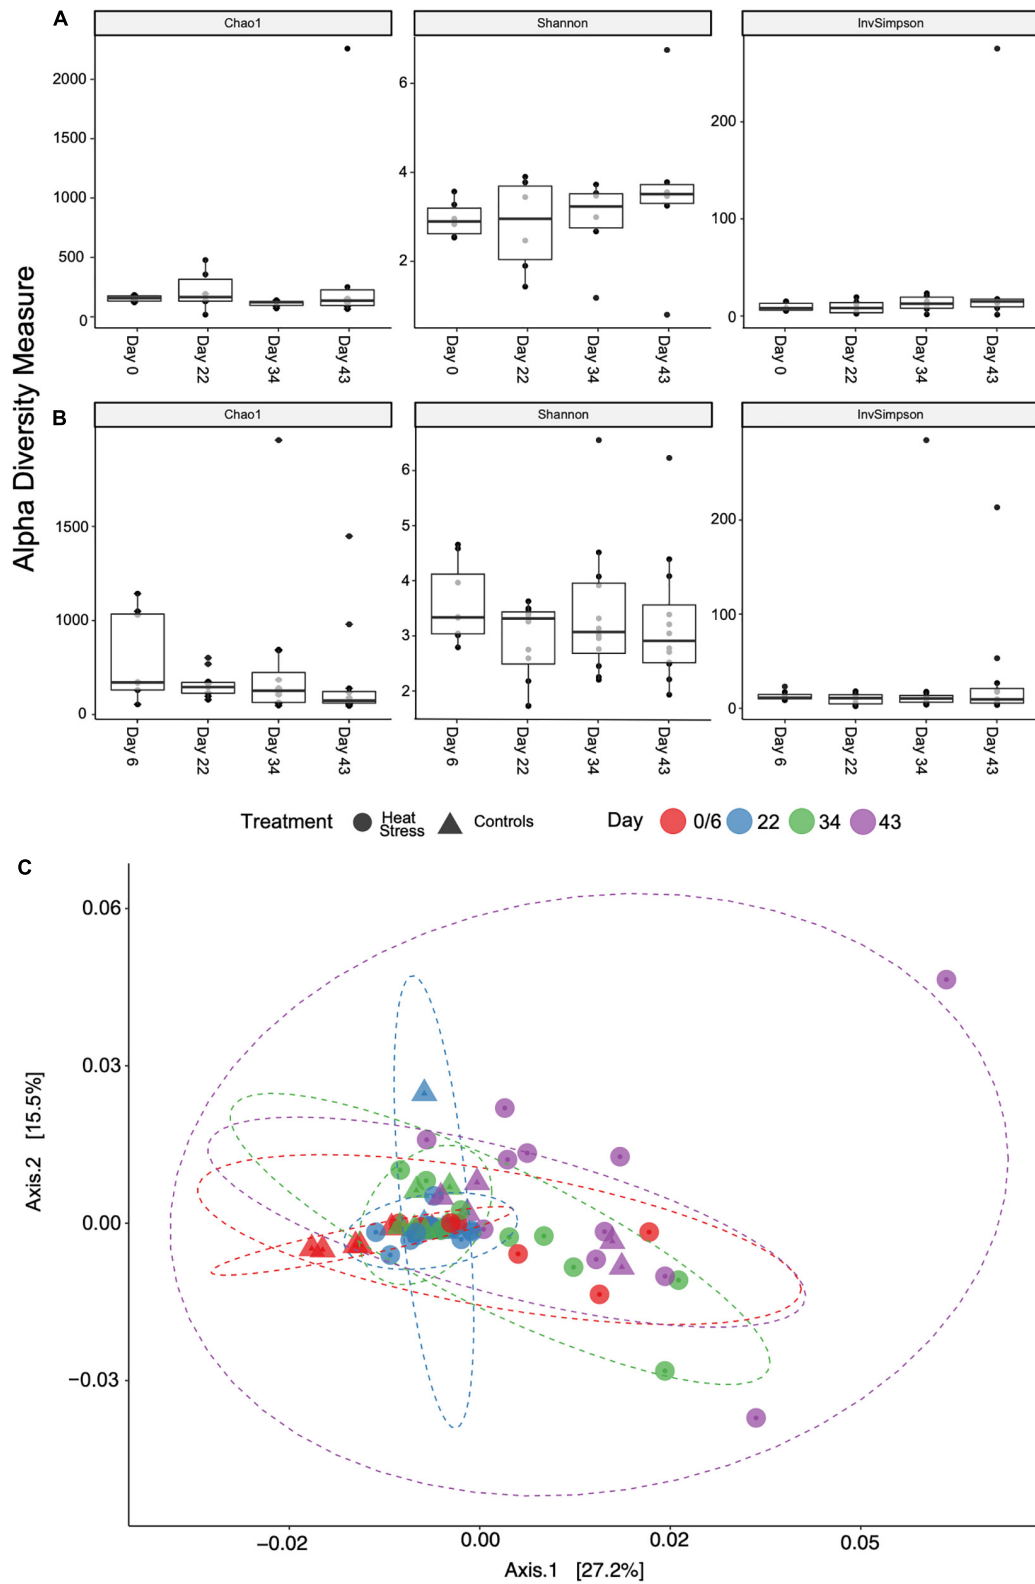 A
Chao1
Shannon
InvSimpson
2000
1500
1000
500
0
6
4
2
200
100
0
Day 0
Day 22
Day 34
Day 43
Day 0
Day 22
Day 34
Day 43
Day 0
Day 22
Day 34
Day 43
Alpha Diversity Measure
B
Chao1
Shannon
InvSimpson
1500
1000
0
6
5
4
3
2
200
100
0
Day 6
Day 22
Day 34
Day 43
Day 6
Day 22
Day 34
Day 43
Day 6
Day 22
Day 34
Day 43
Treatment Heat Stress Controls Day 0/6 22 34 43
C
0.06
0.03
0.00
−0.03
Axis.2 [15.5%]
−0.02
0.00
0.02
0.05
Axis.1 [27.2%]